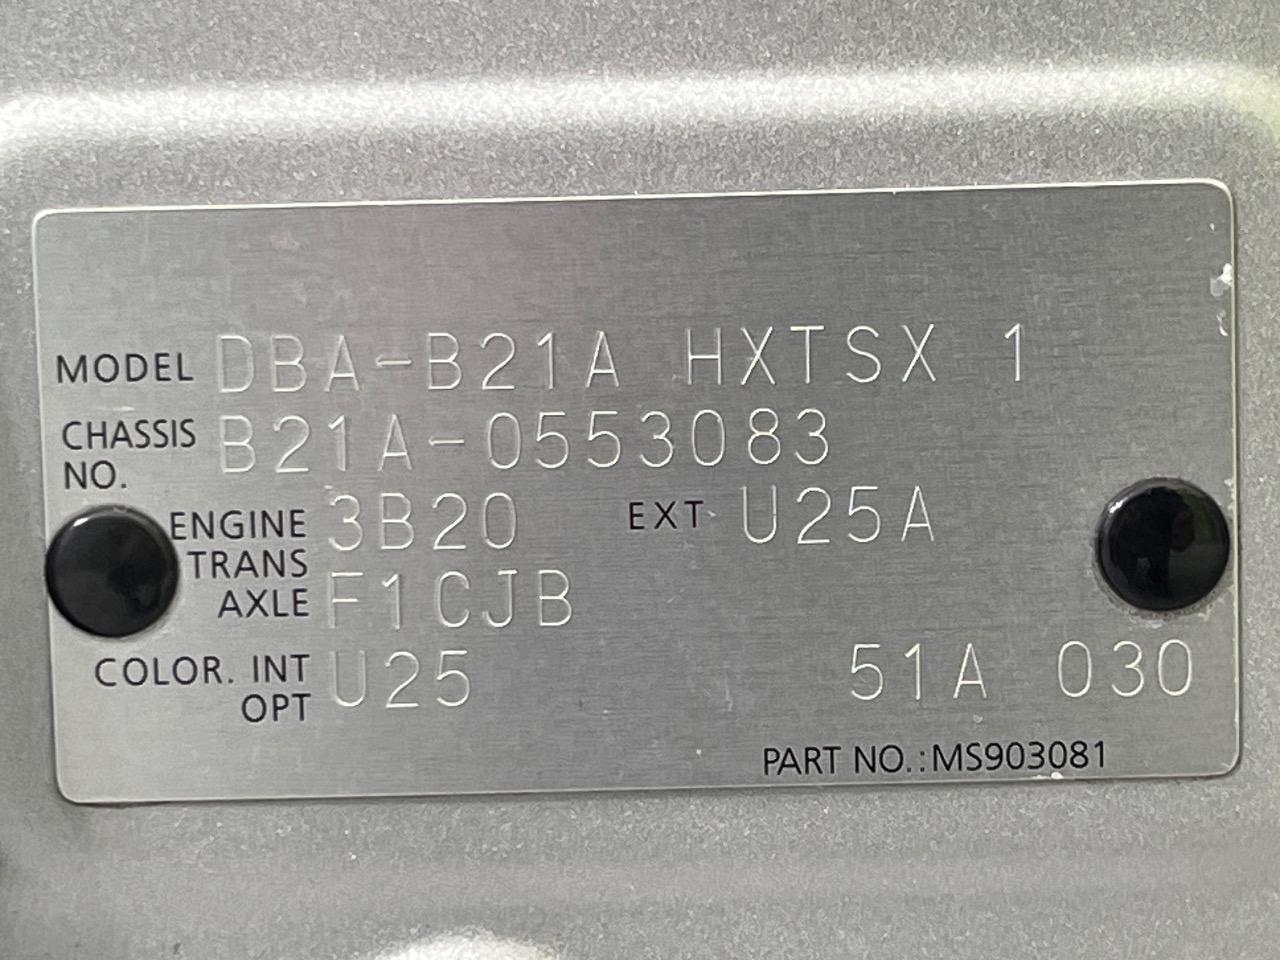 MODEL DBA-B21A HXTSX 1
CHASSIS NO. B21A-0553083
ENGINE 3B20 EXT U25A
TRANS AXLE F1CJB
COLOR. INT OPT U25 51A 030
PART NO.:MS903081